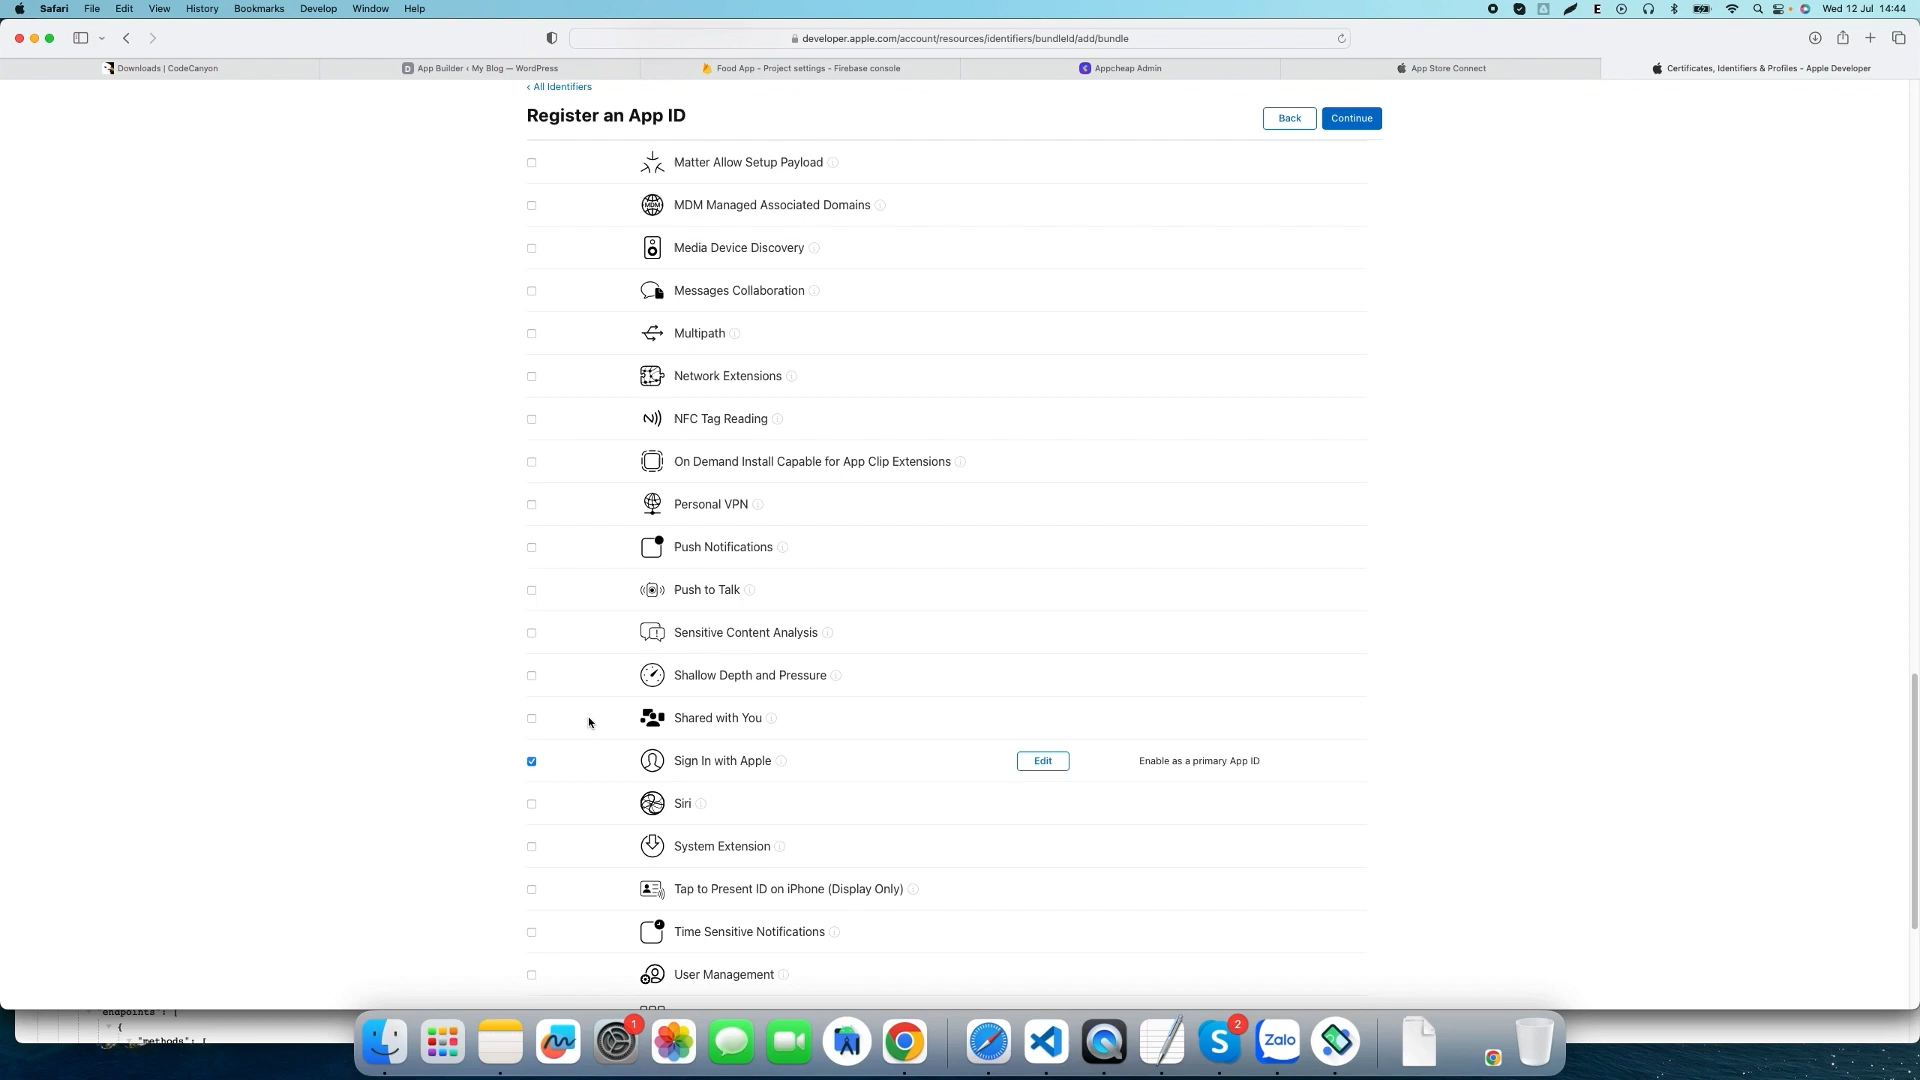 Safari File Edit View History Bookmarks Develop Window Help
E Wed 12 Jul 14:44
developer.apple.com/account/resources/identifiers/bundleId/add/bundle
Downloads | CodeCanyon
D App Builder ‹ My Blog — WordPress
Food App - Project settings - Firebase console
Appcheap Admin
App Store Connect
Certificates, Identifiers & Profiles - Apple Developer
‹ All Identifiers
Register an App ID
Back
Continue
Matter Allow Setup Payload
MDM
MDM Managed Associated Domains
Media Device Discovery
Messages Collaboration
Multipath
Network Extensions
NFC Tag Reading
On Demand Install Capable for App Clip Extensions
Personal VPN
Push Notifications
Push to Talk
Sensitive Content Analysis
Shallow Depth and Pressure
Shared with You
Sign In with Apple
Edit
Enable as a primary App ID
Siri
System Extension
Tap to Present ID on iPhone (Display Only)
Time Sensitive Notifications
User Management
"endpoints": [
{
"methods": [
1
S
2
Zalo